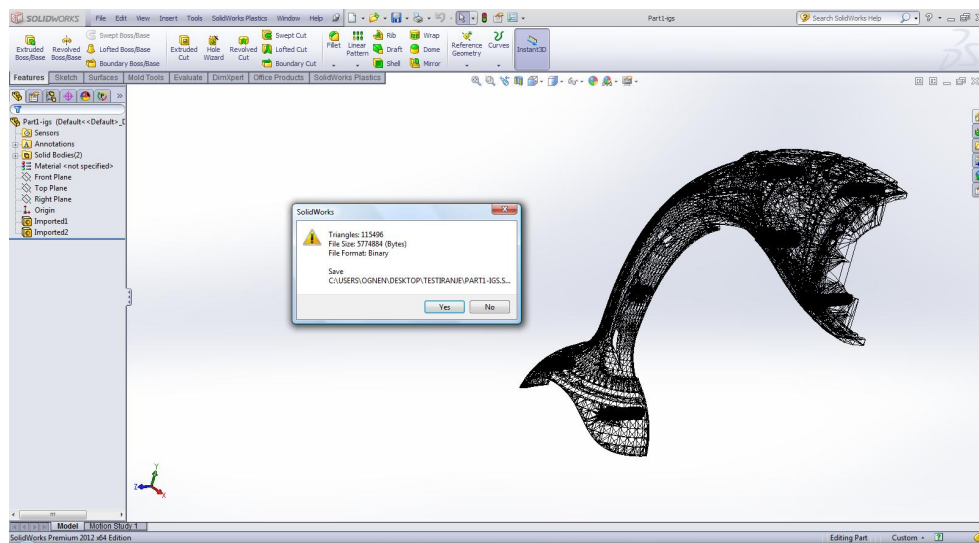 SOLIDWORKS File Edit View Insert Tools SolidWorks Plastics Window Help Part1-igs Search SolidWorks Help
Extruded Boss/Base
Revolved Boss/Base
Swept Boss/Base
Lofted Boss/Base
Boundary Boss/Base
Extruded Cut
Hole Wizard
Revolved Cut
Swept Cut
Lofted Cut
Boundary Cut
Fillet
Linear Pattern
Rib
Draft
Shell
Wrap
Dome
Mirror
Reference Geometry
Curves
Instant3D
Features Sketch Surfaces Mold Tools Evaluate DimXpert Office Products SolidWorks Plastics
Part1-igs (Default<<Default>_D
Sensors
Annotations
Solid Bodies(2)
Material <not specified>
Front Plane
Top Plane
Right Plane
Origin
Imported1
Imported2
SolidWorks
Triangles: 115496
File Size: 5774884 (Bytes)
File Format: Binary
Save
C:\USERS\OGNEN\DESKTOP\TESTIRANJE\PART1-IGS.S...
Yes No
Y
Z
X
Model Motion Study 1
SolidWorks Premium 2012 x64 Edition Editing Part Custom